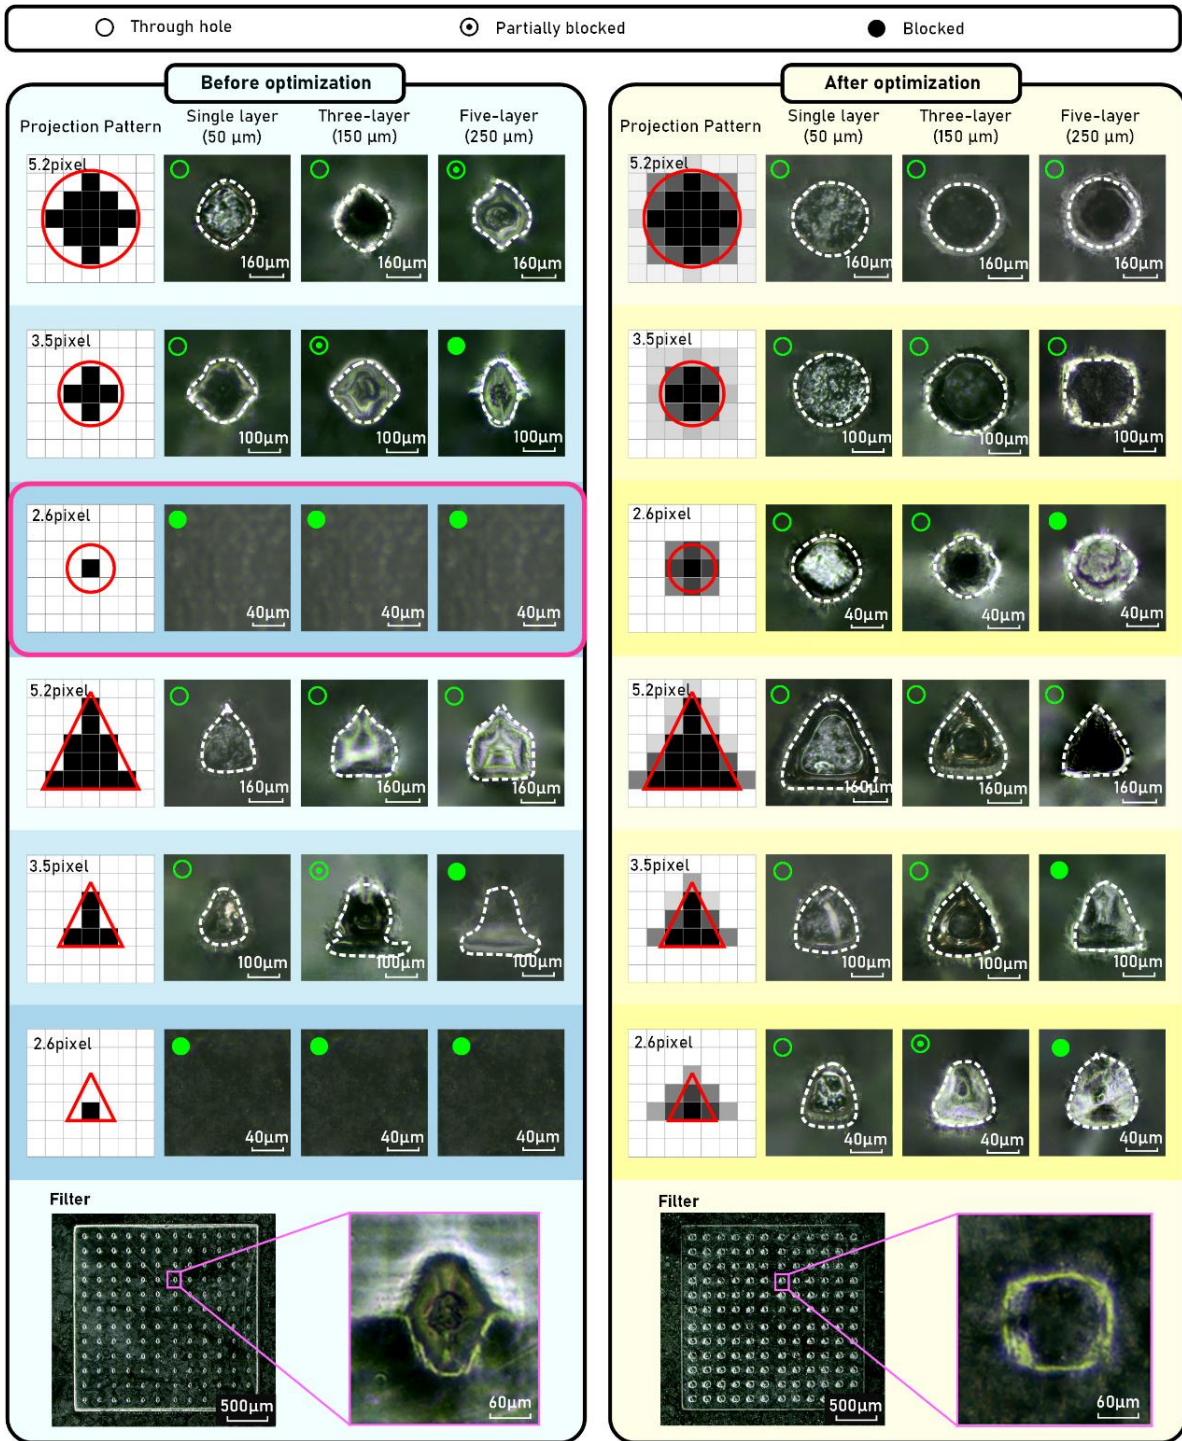 Through hole
Partially blocked
Blocked
Before optimization
Projection Pattern
Single layer
(50 μm)
Three-layer
(150 μm)
Five-layer
(250 μm)
5.2pixel
160μm
160μm
160μm
3.5pixel
100μm
100μm
100μm
2.6pixel
40μm
40μm
40μm
5.2pixel
160μm
160μm
160μm
3.5pixel
100μm
100μm
100μm
2.6pixel
40μm
40μm
40μm
Filter
500μm
60μm
After optimization
Projection Pattern
Single layer
(50 μm)
Three-layer
(150 μm)
Five-layer
(250 μm)
5.2pixel
160μm
160μm
160μm
3.5pixel
100μm
100μm
100μm
2.6pixel
40μm
40μm
40μm
5.2pixel
160μm
160μm
160μm
3.5pixel
100μm
100μm
100μm
2.6pixel
40μm
40μm
40μm
Filter
500μm
60μm